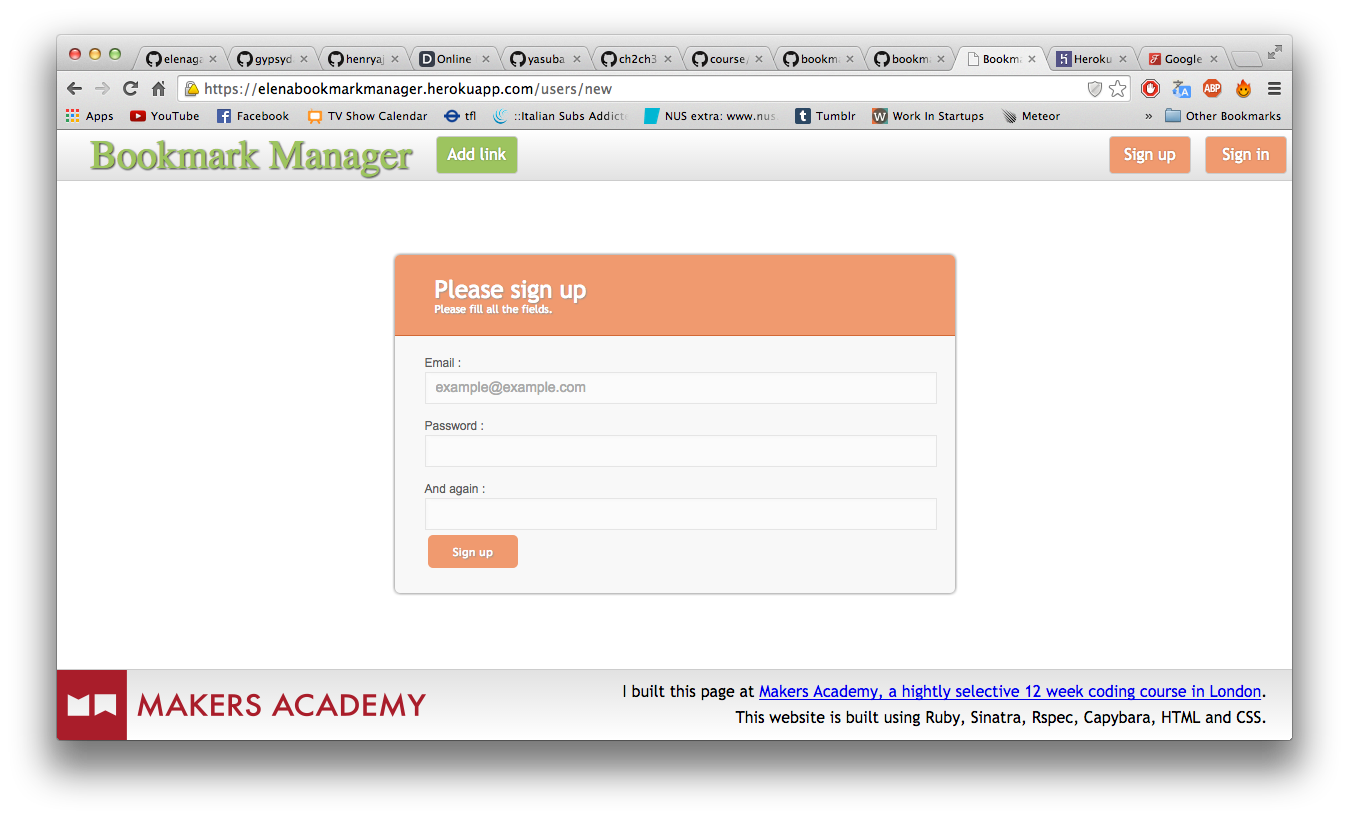 elenaga gypsyd henryaj Online yasuba ch2ch3 course/ bookm bookm Bookma Heroku Google
https://elenabookmarkmanager.herokuapp.com/users/new
Apps YouTube Facebook TV Show Calendar tfl ::Italian Subs Addict NUS extra: www.nus. Tumblr Work In Startups Meteor » Other Bookmarks
Bookmark Manager Add link Sign up Sign in
Please sign up
Please fill all the fields.
Email :
example@example.com
Password :
And again :
Sign up
MAKERS ACADEMY
I built this page at Makers Academy, a hightly selective 12 week coding course in London.
This website is built using Ruby, Sinatra, Rspec, Capybara, HTML and CSS.